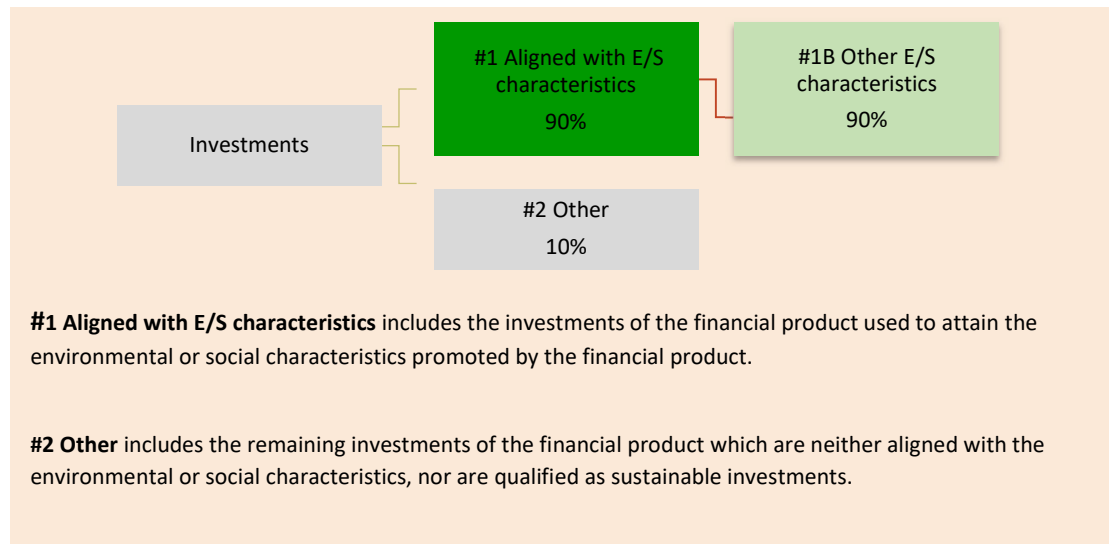 #1 Aligned with E/S
characteristics
90%
#1B Other E/S
characteristics
90%
Investments
#2 Other
10%
#1 Aligned with E/S characteristics includes the investments of the financial product used to attain the
environmental or social characteristics promoted by the financial product.
#2 Other includes the remaining investments of the financial product which are neither aligned with the
environmental or social characteristics, nor are qualified as sustainable investments.